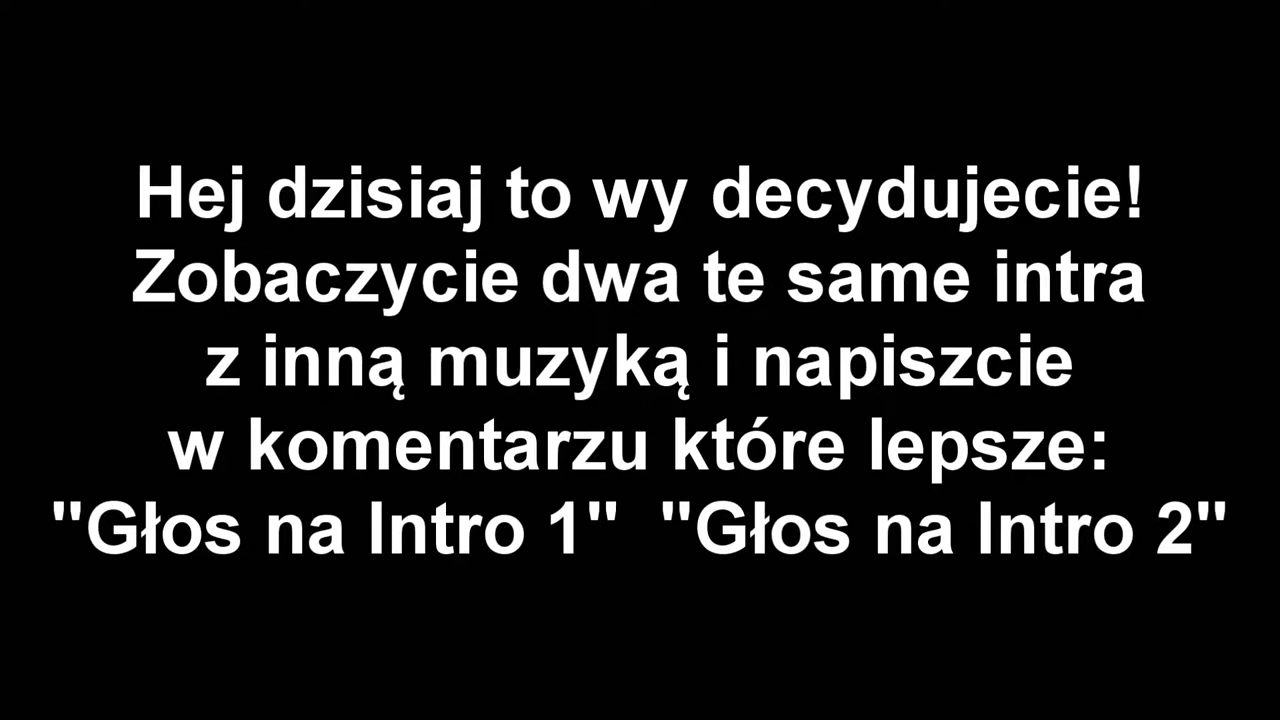 Hej dzisiaj to wy decydujecie!
Zobaczycie dwa te same intra
z inną muzyką i napiszcie
w komentarzu które lepsze:
"Głos na Intro 1"  "Głos na Intro 2"